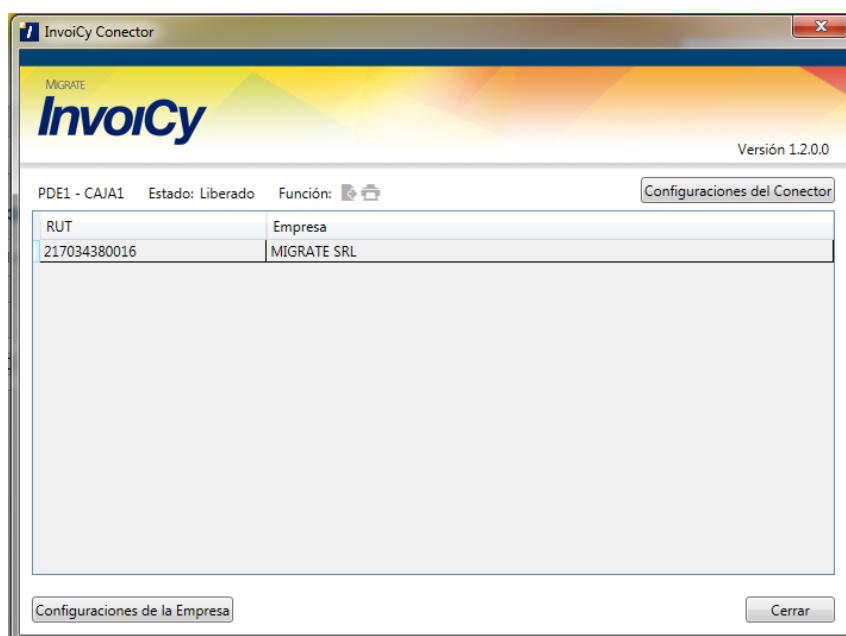 InvoiCy Conector
MIGRATE
InvoiCy
Versión 1.2.0.0
PDE1 - CAJA1 Estado: Liberado Función: Configuraciones del Conector
RUT Empresa
217034380016 MIGRATE SRL
Configuraciones de la Empresa Cerrar